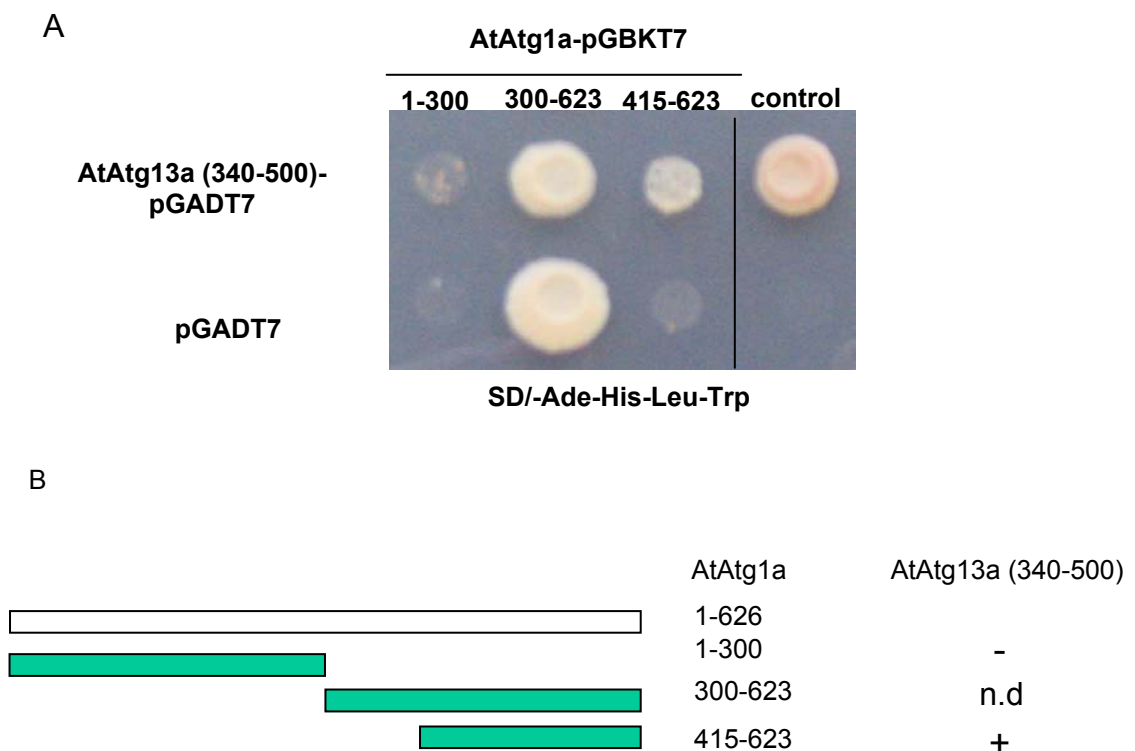 A
AtAtg1a-pGBKT7
1-300 300-623 415-623 control
AtAtg13a (340-500)-
pGADT7
pGADT7
SD/-Ade-His-Leu-Trp
B
AtAtg1a AtAtg13a (340-500)
1-626
1-300 -
300-623 n.d
415-623 +